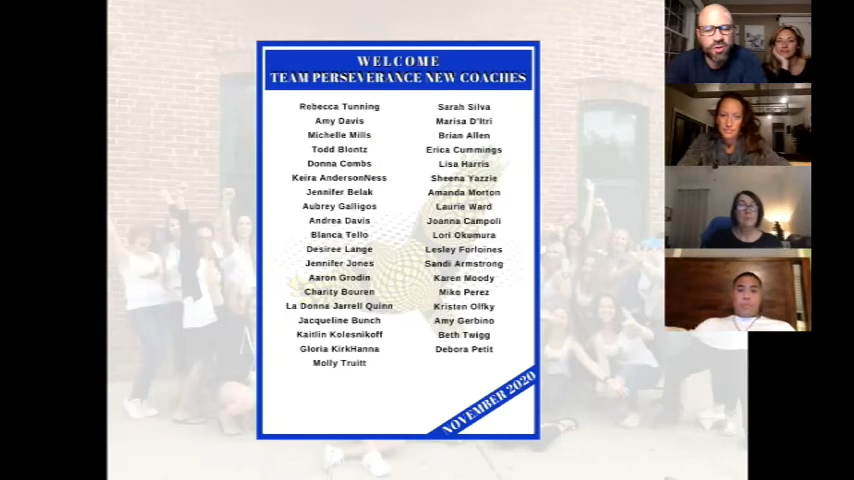 WELCOME
TEAM PERSEVERANCE NEW COACHES
Rebecca Tunning
Amy Davis
Michelle Mills
Todd Blontz
Donna Combs
Keira AndersonNess
Jennifer Belak
Aubrey Galligos
Andrea Davis
Blanca Tello
Desiree Lange
Jennifer Jones
Aaron Grodin
Charity Bouren
La Donna Jarrell Quinn
Jacqueline Bunch
Kaitlin Kolesnikoff
Gloria KirkHanna
Molly Truitt
Sarah Silva
Marisa D'Itri
Brian Allen
Erica Cummings
Lisa Harris
Sheena Yazzie
Amanda Morton
Laurie Ward
Joanna Campoli
Lori Okumura
Lesley Forloines
Sandi Armstrong
Karen Moody
Mike Perez
Kristen Olfky
Amy Gerbino
Beth Twigg
Debora Petit
NOVEMBER 2020